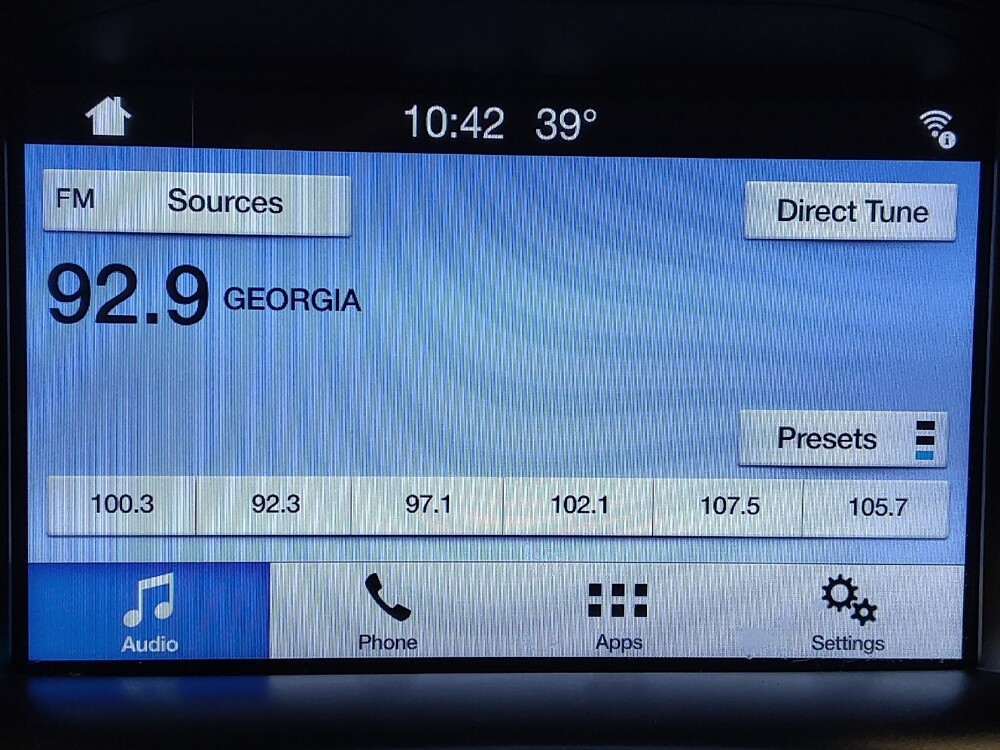 10:42 39°
FM Sources
Direct Tune
92.9 GEORGIA
Presets
100.3 92.3 97.1 102.1 107.5 105.7
Audio Phone Apps Settings